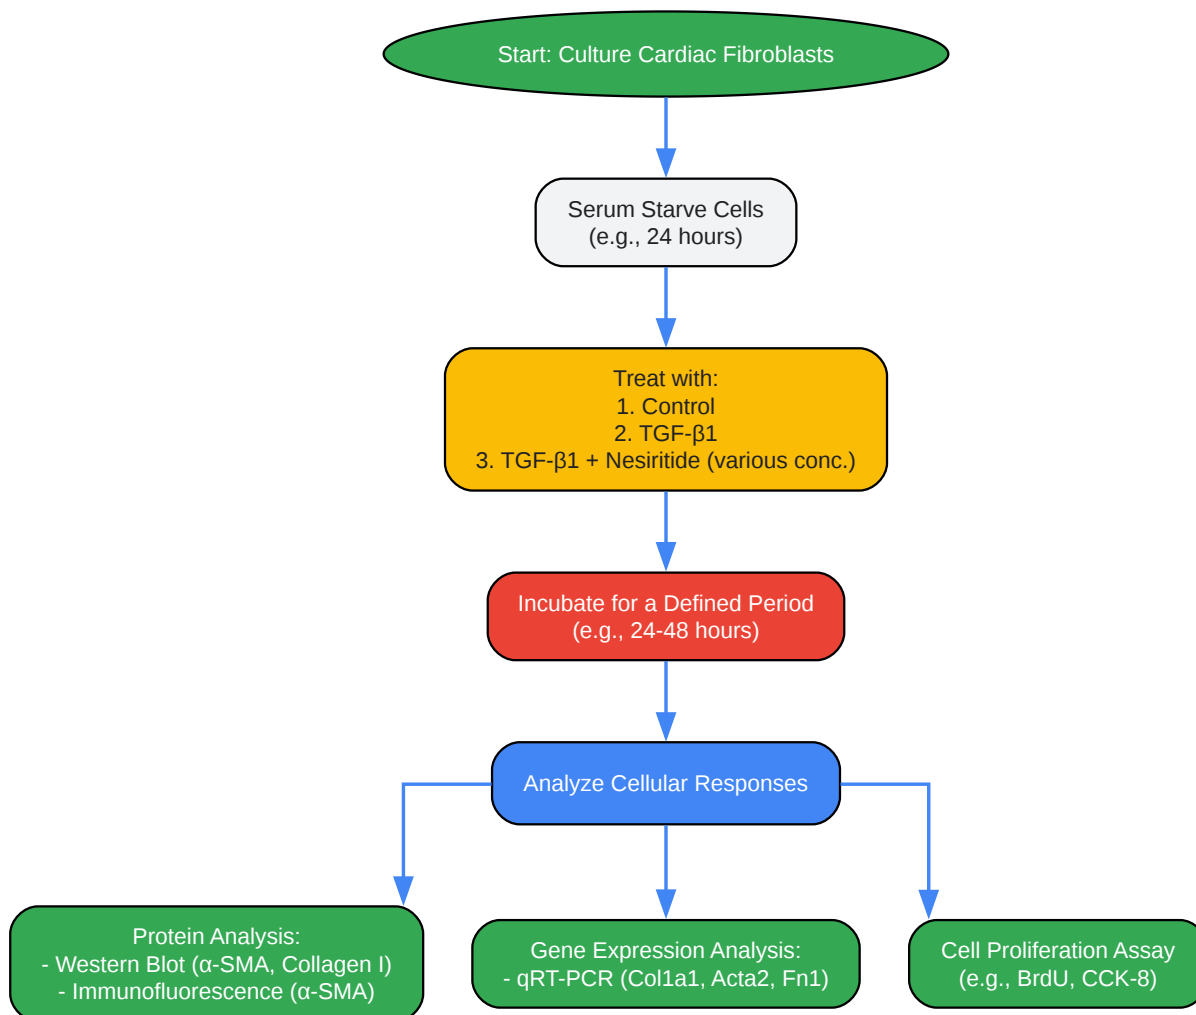 Start: Culture Cardiac Fibroblasts
Serum Starve Cells
(e.g., 24 hours)
Treat with:
1. Control
2. TGF-β1
3. TGF-β1 + Nesiritide (various conc.)
Incubate for a Defined Period
(e.g., 24-48 hours)
Analyze Cellular Responses
Protein Analysis:
- Western Blot (α-SMA, Collagen I)
- Immunofluorescence (α-SMA)
Gene Expression Analysis:
- qRT-PCR (Col1a1, Acta2, Fn1)
Cell Proliferation Assay
(e.g., BrdU, CCK-8)